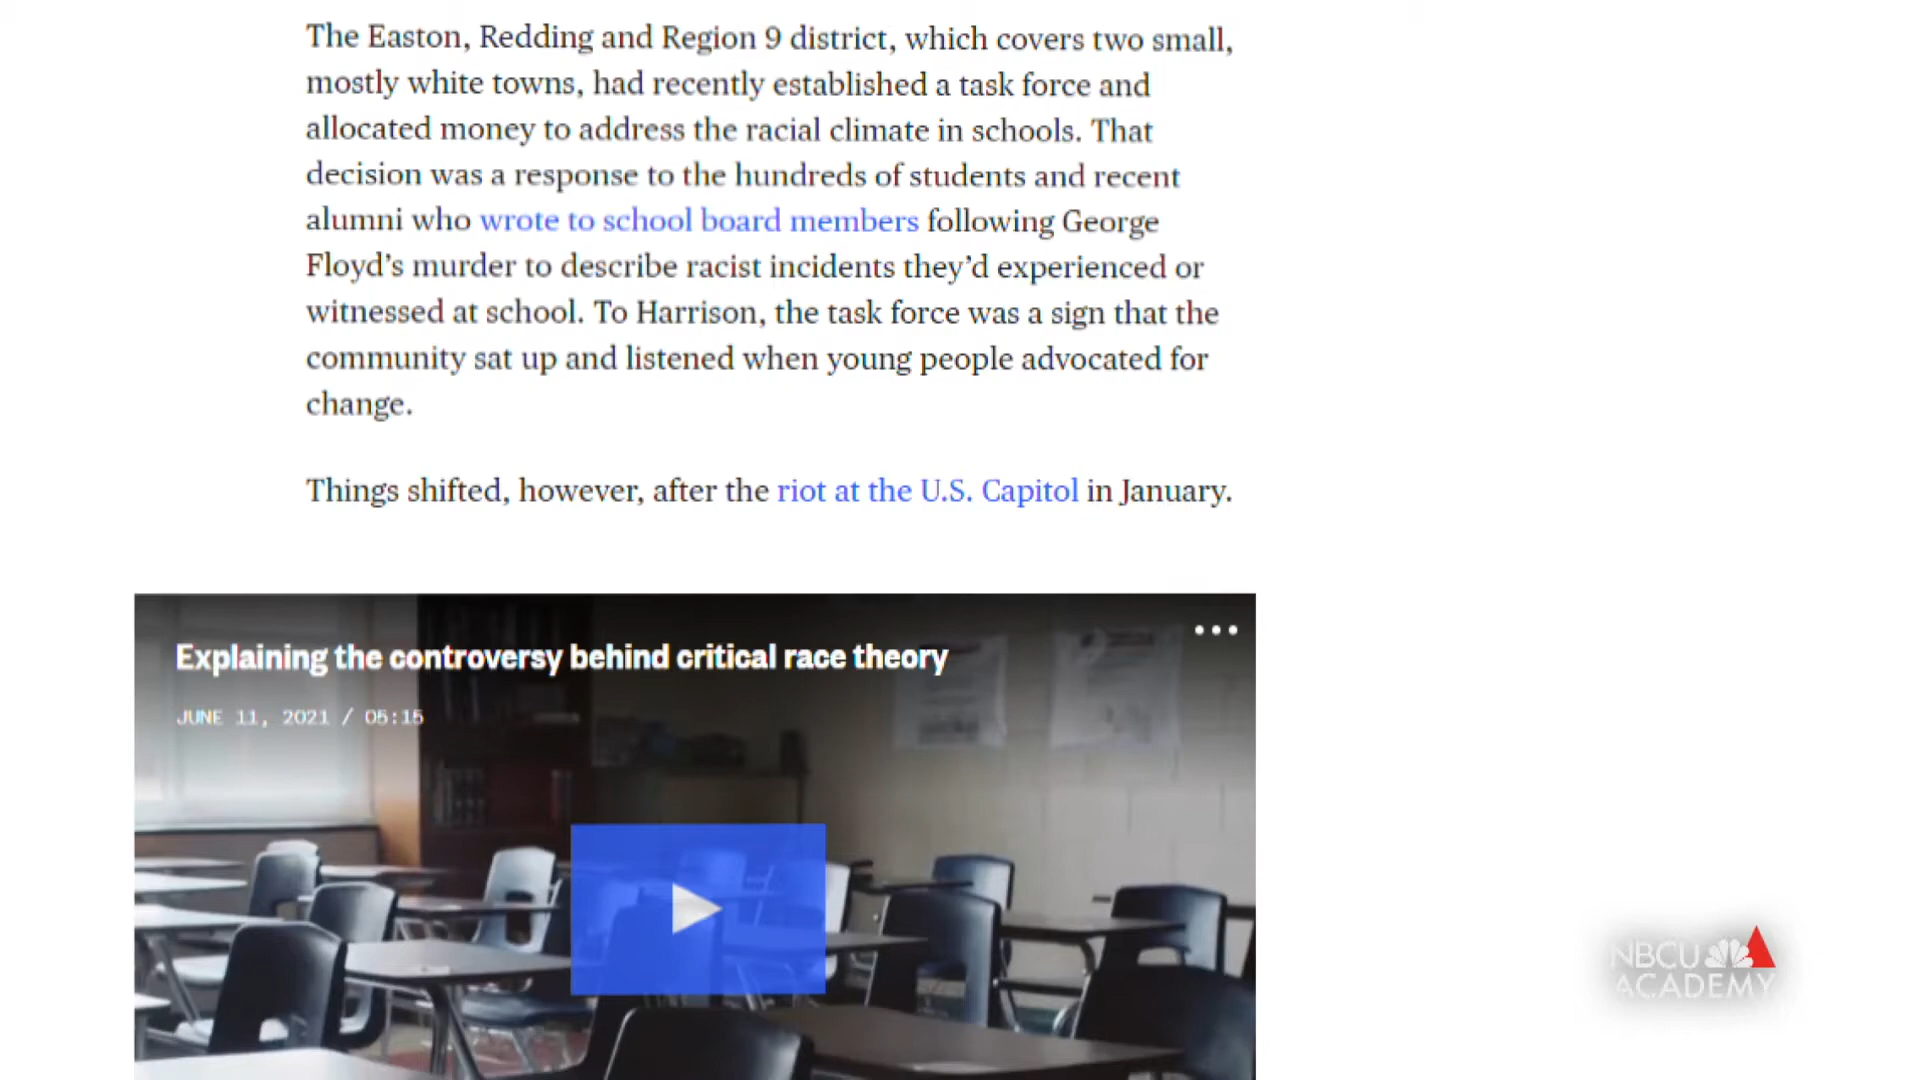 The Easton, Redding and Region 9 district, which covers two small,
mostly white towns, had recently established a task force and
allocated money to address the racial climate in schools. That
decision was a response to the hundreds of students and recent
alumni who wrote to school board members following George
Floyd’s murder to describe racist incidents they’d experienced or
witnessed at school. To Harrison, the task force was a sign that the
community sat up and listened when young people advocated for
change.
Things shifted, however, after the riot at the U.S. Capitol in January.
Explaining the controversy behind critical race theory
JUNE 11, 2021 / 05:15
NBCU
ACADEMY